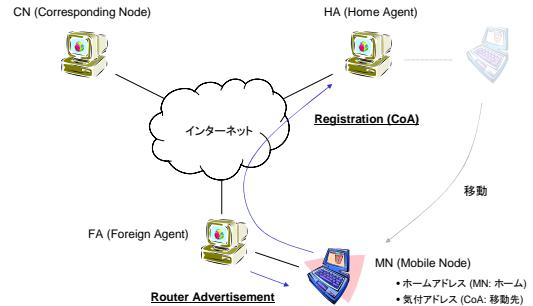 CN (Corresponding Node)
HA (Home Agent)
インターネット
Registration (CoA)
移動
FA (Foreign Agent)
MN (Mobile Node)
• ホームアドレス (MN: ホーム)
• 気付アドレス (CoA: 移動先)
Router Advertisement